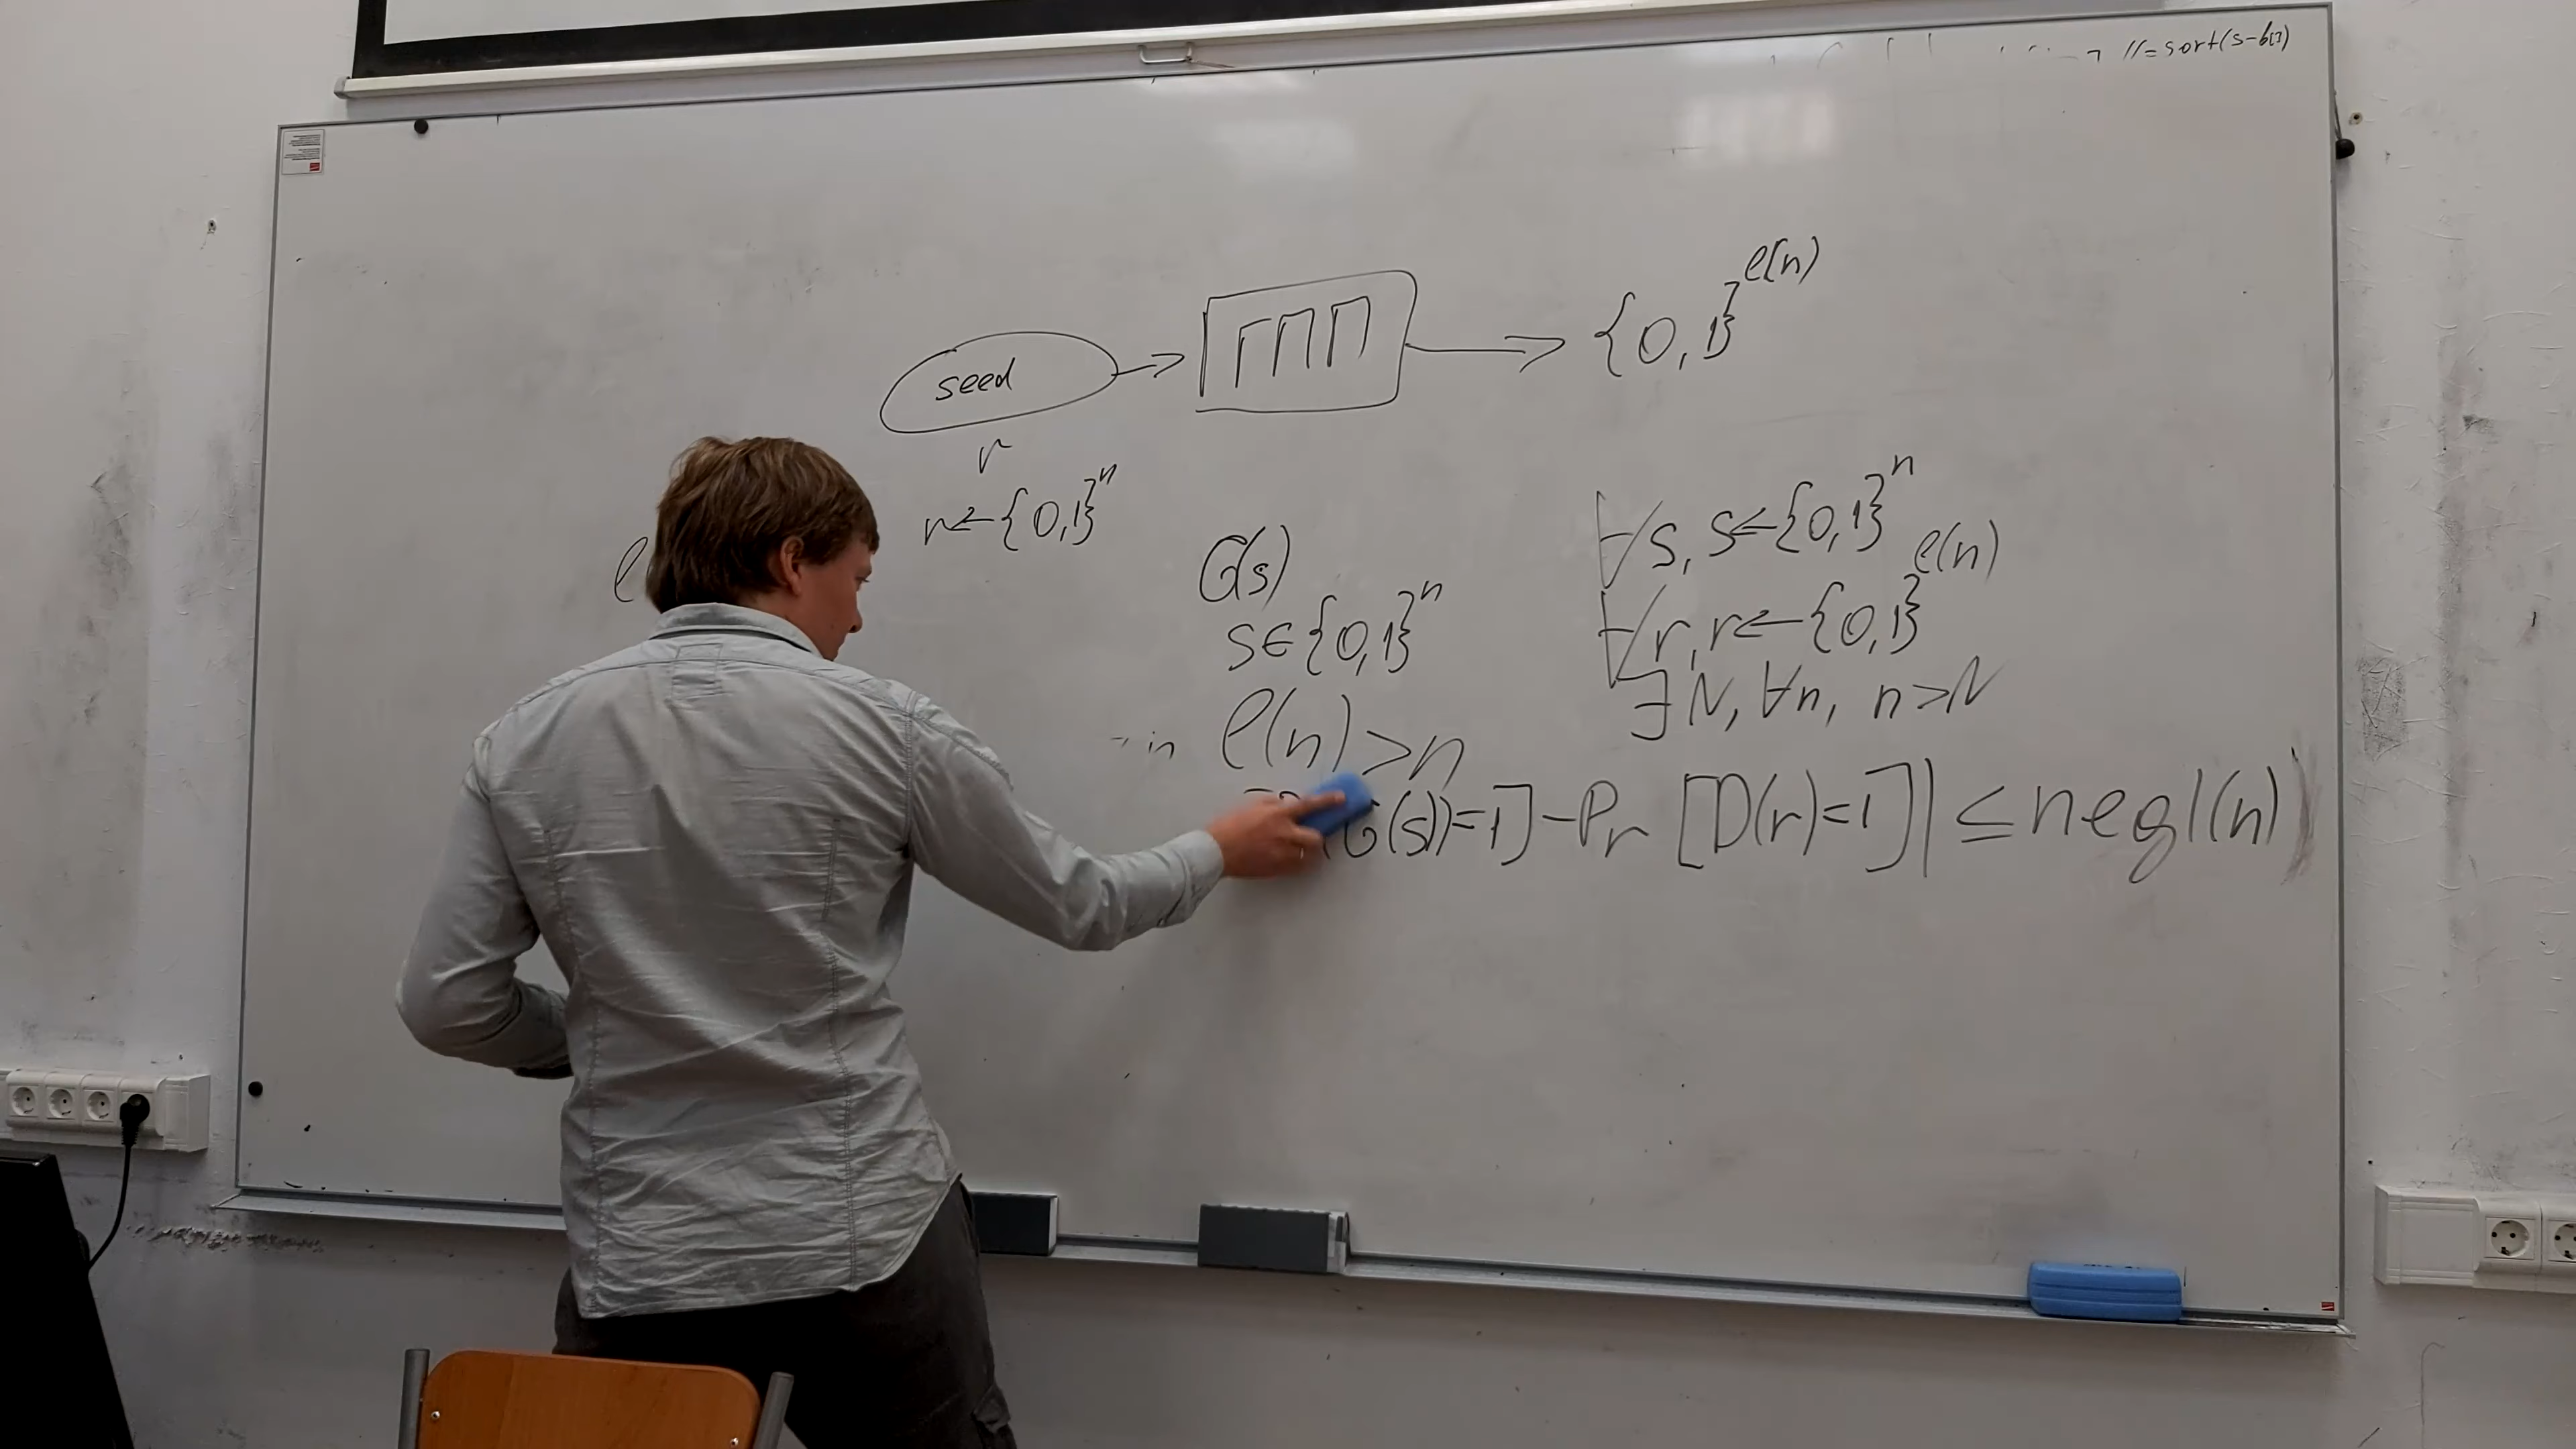 //=sort(s-b[i])
{0,1}^ℓ(n)
ГПП
seed
r
r←{0,1}^n
ℓ
G(s)
s∈{0,1}^n
ℓ(n)>n
∀s, s←{0,1}^n
∀r, r←{0,1}^ℓ(n)
∃N, ∀n, n>N
G(s))=1]-Pr [D(r)=1]| ≤negl(n)